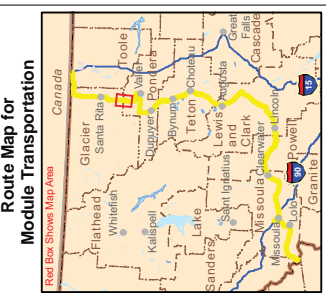 Route Map for
Module Transportation
Red Box Shows Map Area
Canada
Glacier
Toole
Santa Rita
Valier
Pondera
Dupuyer
Flathead
Whitefish
Kalispell
Bynum
Choteau
Teton
Great
Falls
Cascade
Augusta
Lake
Lewis
and
Clark
Lincoln
Sanders
Saint Ignatius
Missoula
Clearwater
Powell
Missoula
Lolo
Granite
15
90